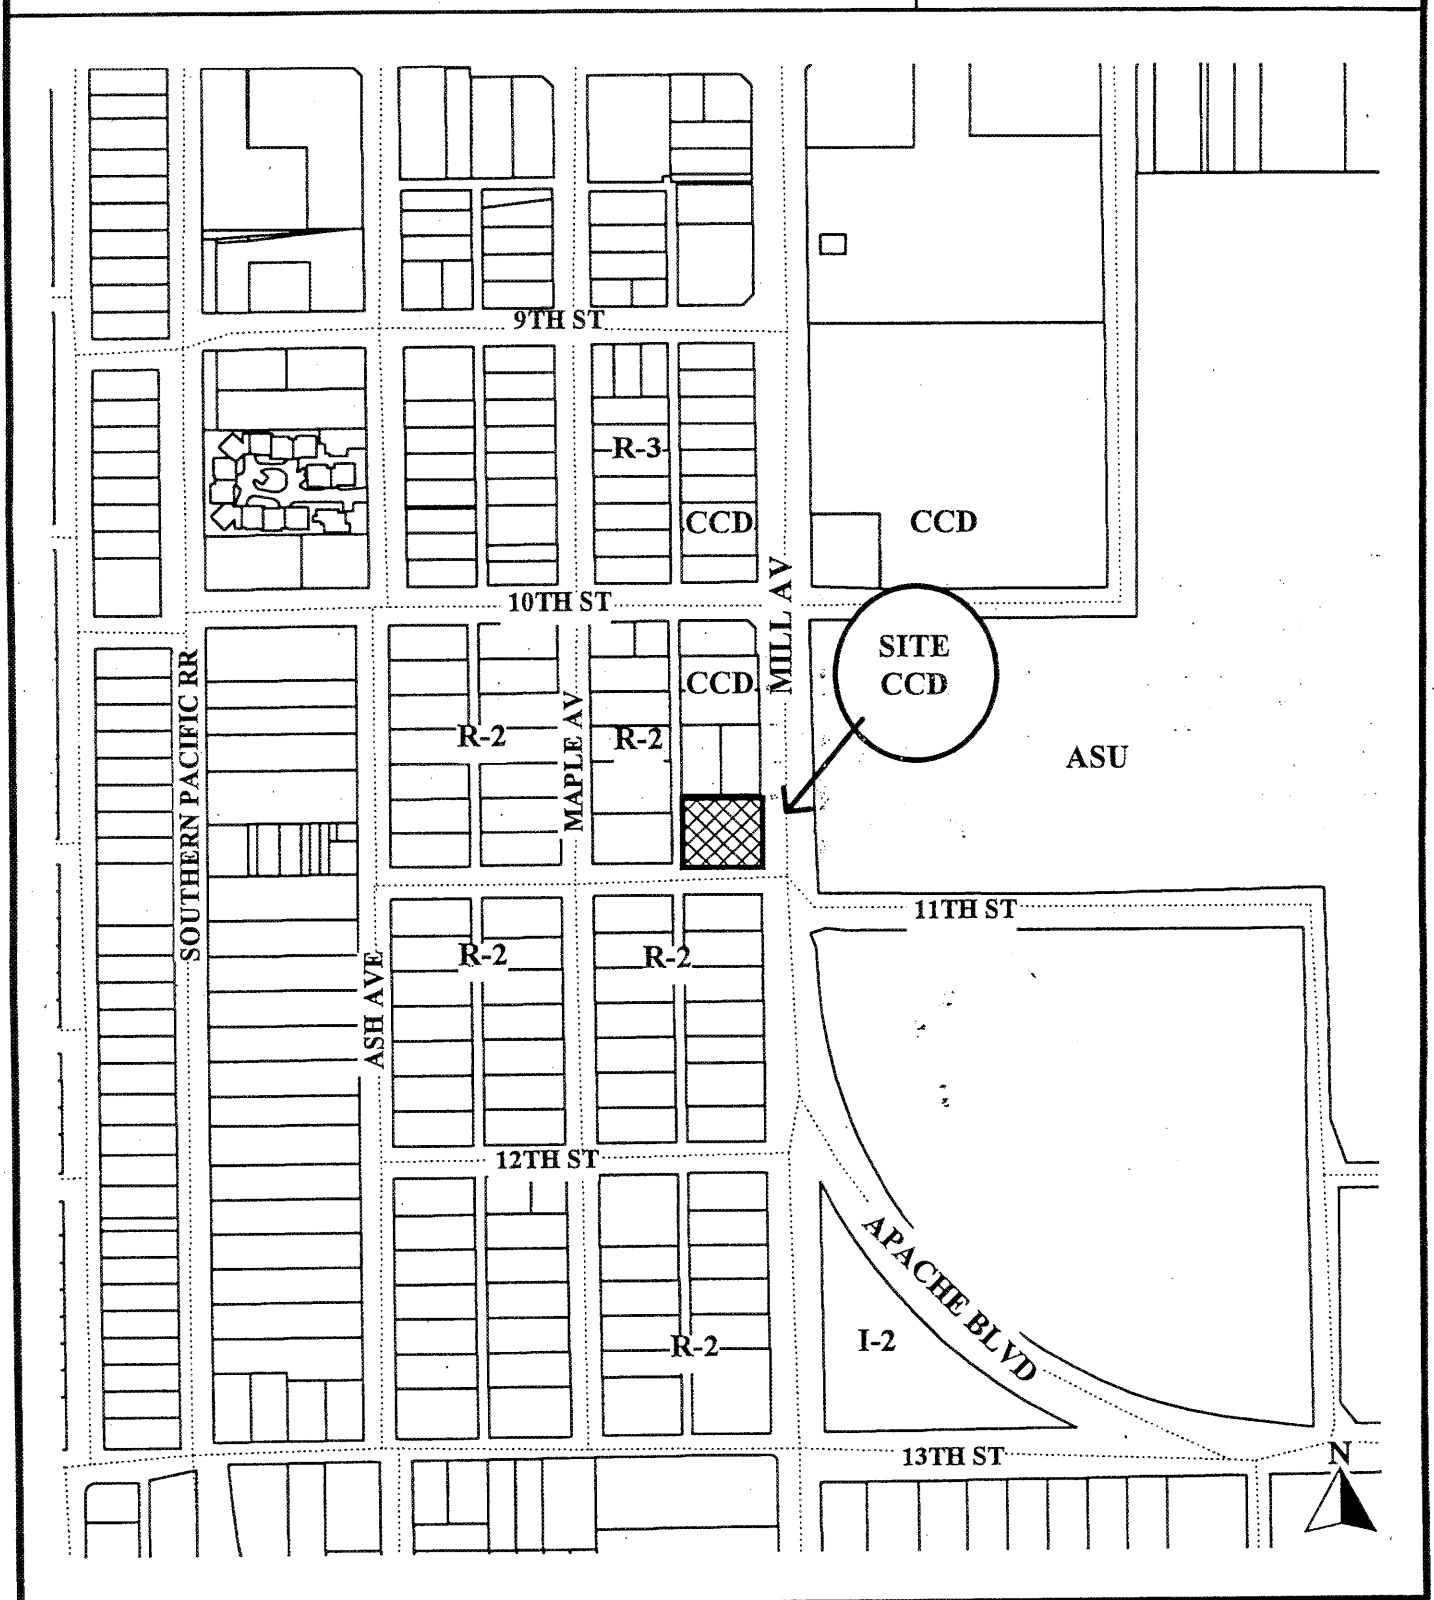 9TH ST
R-3
CCD
CCD
10TH ST
MILL AV
SITE
CCD
SOUTHERN PACIFIC RR
CCD
MAPLE AV
R-2
R-2
ASU
11TH ST
R-2
R-2
ASH AVE
12TH ST
APACHE BLVD
I-2
R-2
13TH ST
N